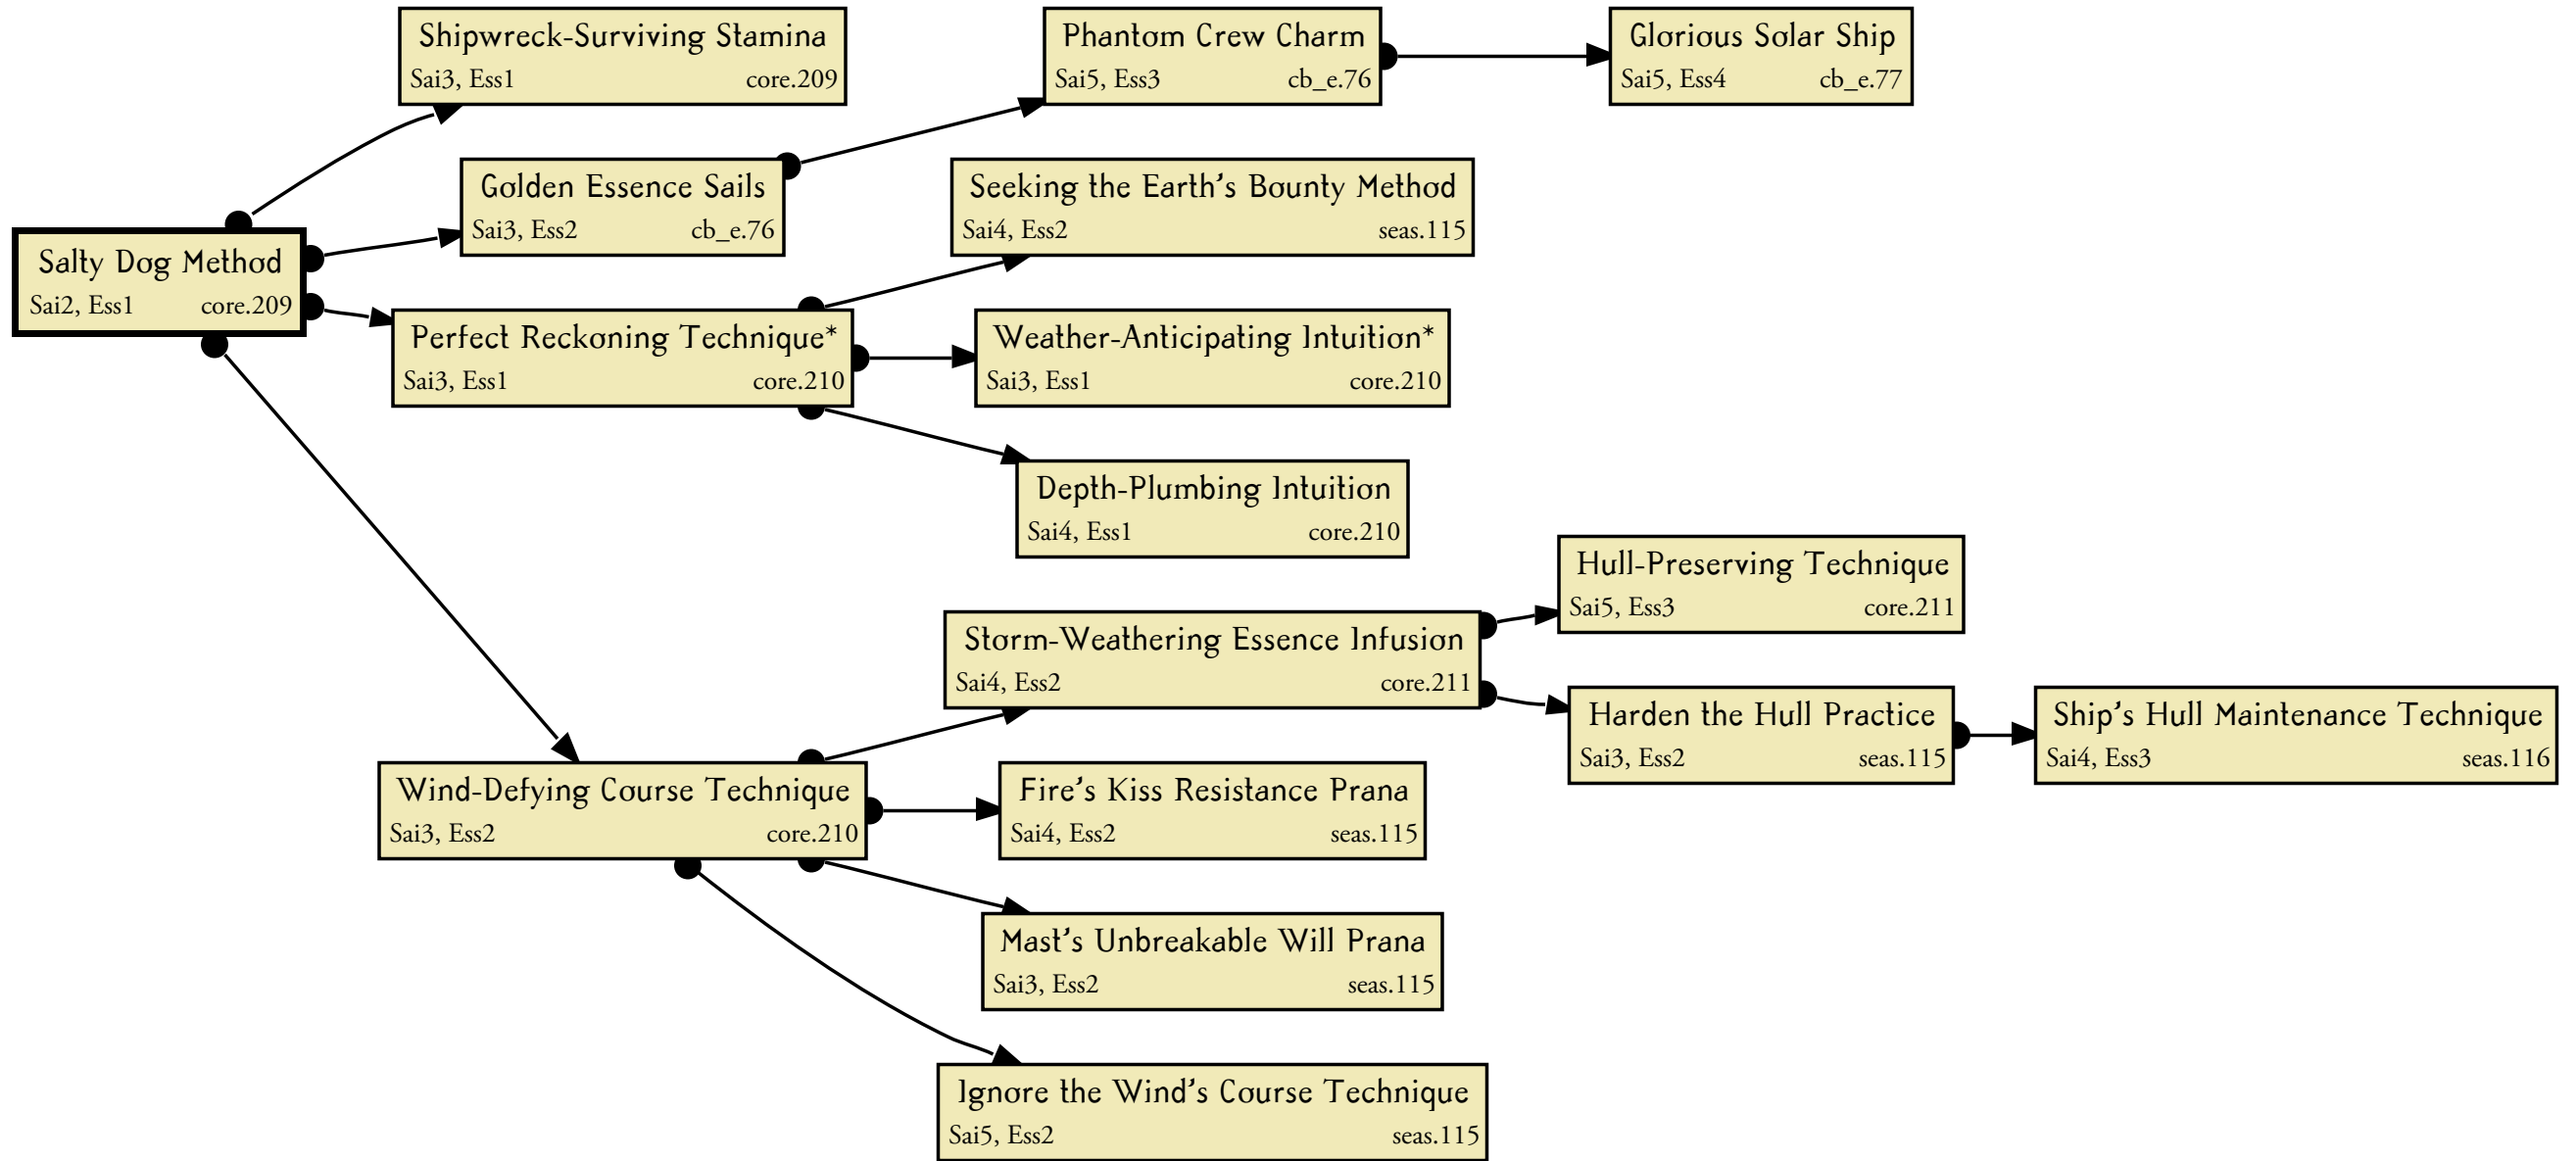 Shipwreck-Surviving Stamina
Sai3, Ess1 core.209
Phantom Crew Charm
Sai5, Ess3 cb_e.76
Glorious Solar Ship
Sai5, Ess4 cb_e.77
Golden Essence Sails
Sai3, Ess2 cb_e.76
Seeking the Earth's Bounty Method
Sai4, Ess2 seas.115
Salty Dog Method
Sai2, Ess1 core.209
Perfect Reckoning Technique*
Sai3, Ess1 core.210
Weather-Anticipating Intuition*
Sai3, Ess1 core.210
Depth-Plumbing Intuition
Sai4, Ess1 core.210
Hull-Preserving Technique
Sai5, Ess3 core.211
Storm-Weathering Essence Infusion
Sai4, Ess2 core.211
Harden the Hull Practice
Sai3, Ess2 seas.115
Ship's Hull Maintenance Technique
Sai4, Ess3 seas.116
Wind-Defying Course Technique
Sai3, Ess2 core.210
Fire's Kiss Resistance Prana
Sai4, Ess2 seas.115
Mast's Unbreakable Will Prana
Sai3, Ess2 seas.115
Ignore the Wind's Course Technique
Sai5, Ess2 seas.115